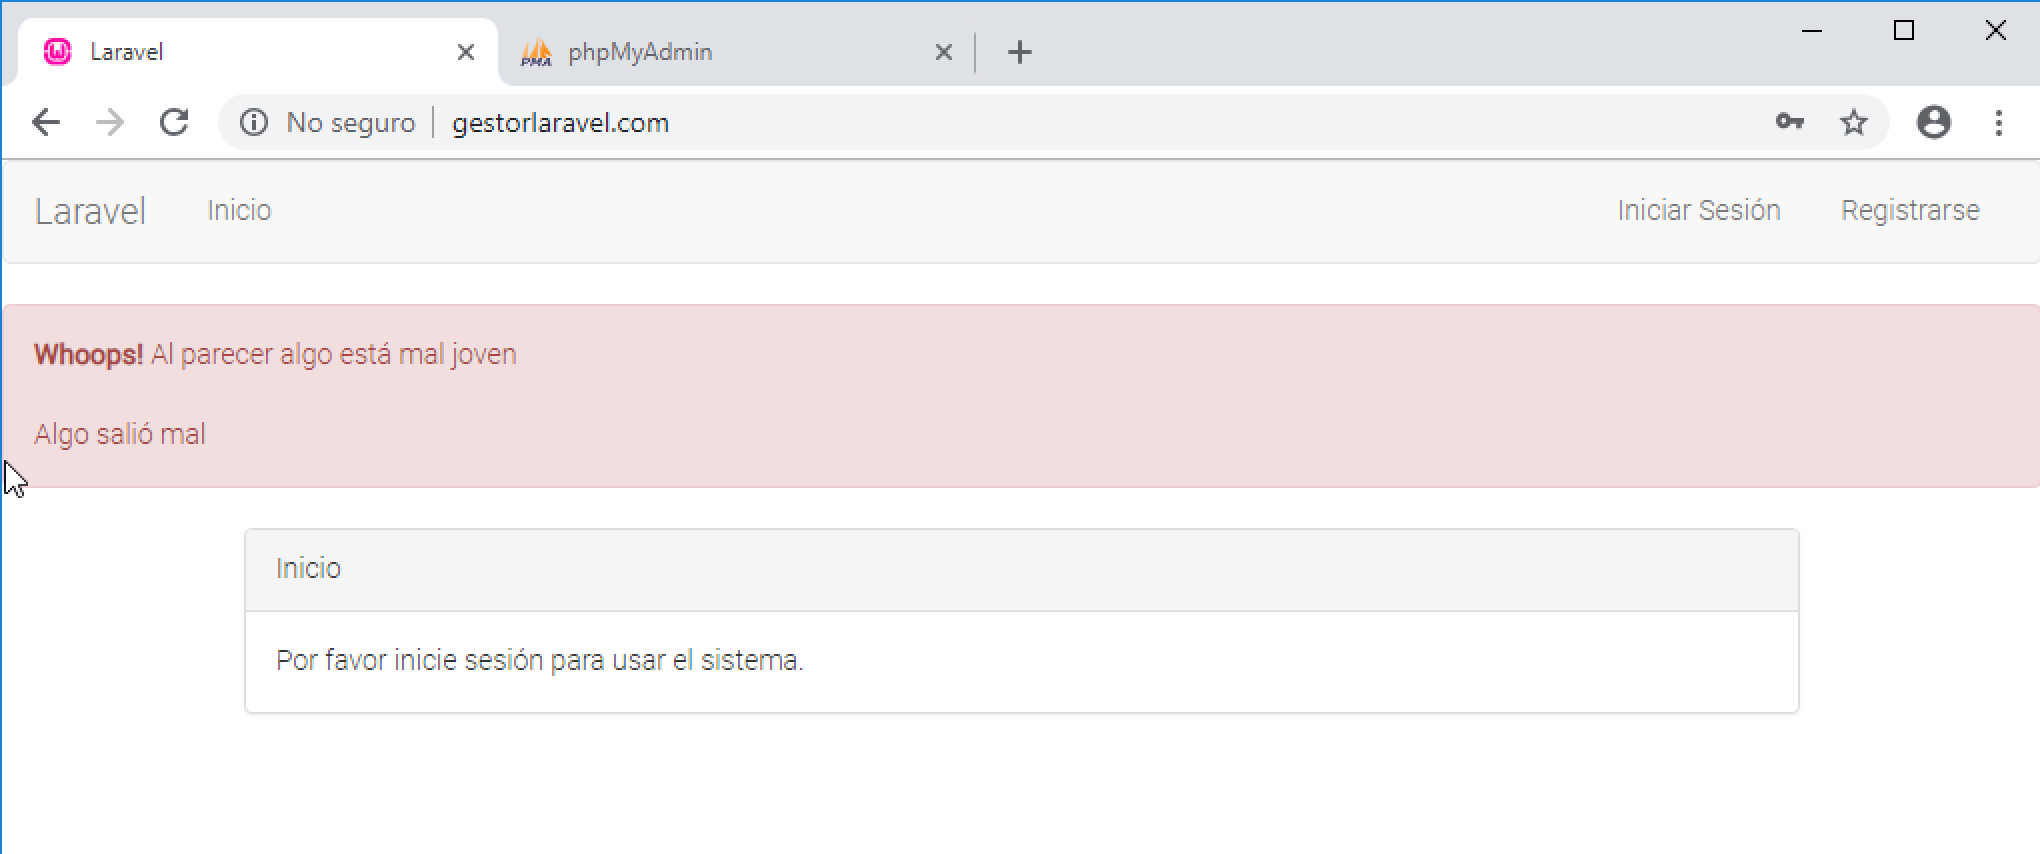 Laravel
phpMyAdmin
No seguro
gestorlaravel.com
Laravel
Inicio
Iniciar Sesión
Registrarse
Whoops! Al parecer algo está mal joven
Algo salió mal
Inicio
Por favor inicie sesión para usar el sistema.